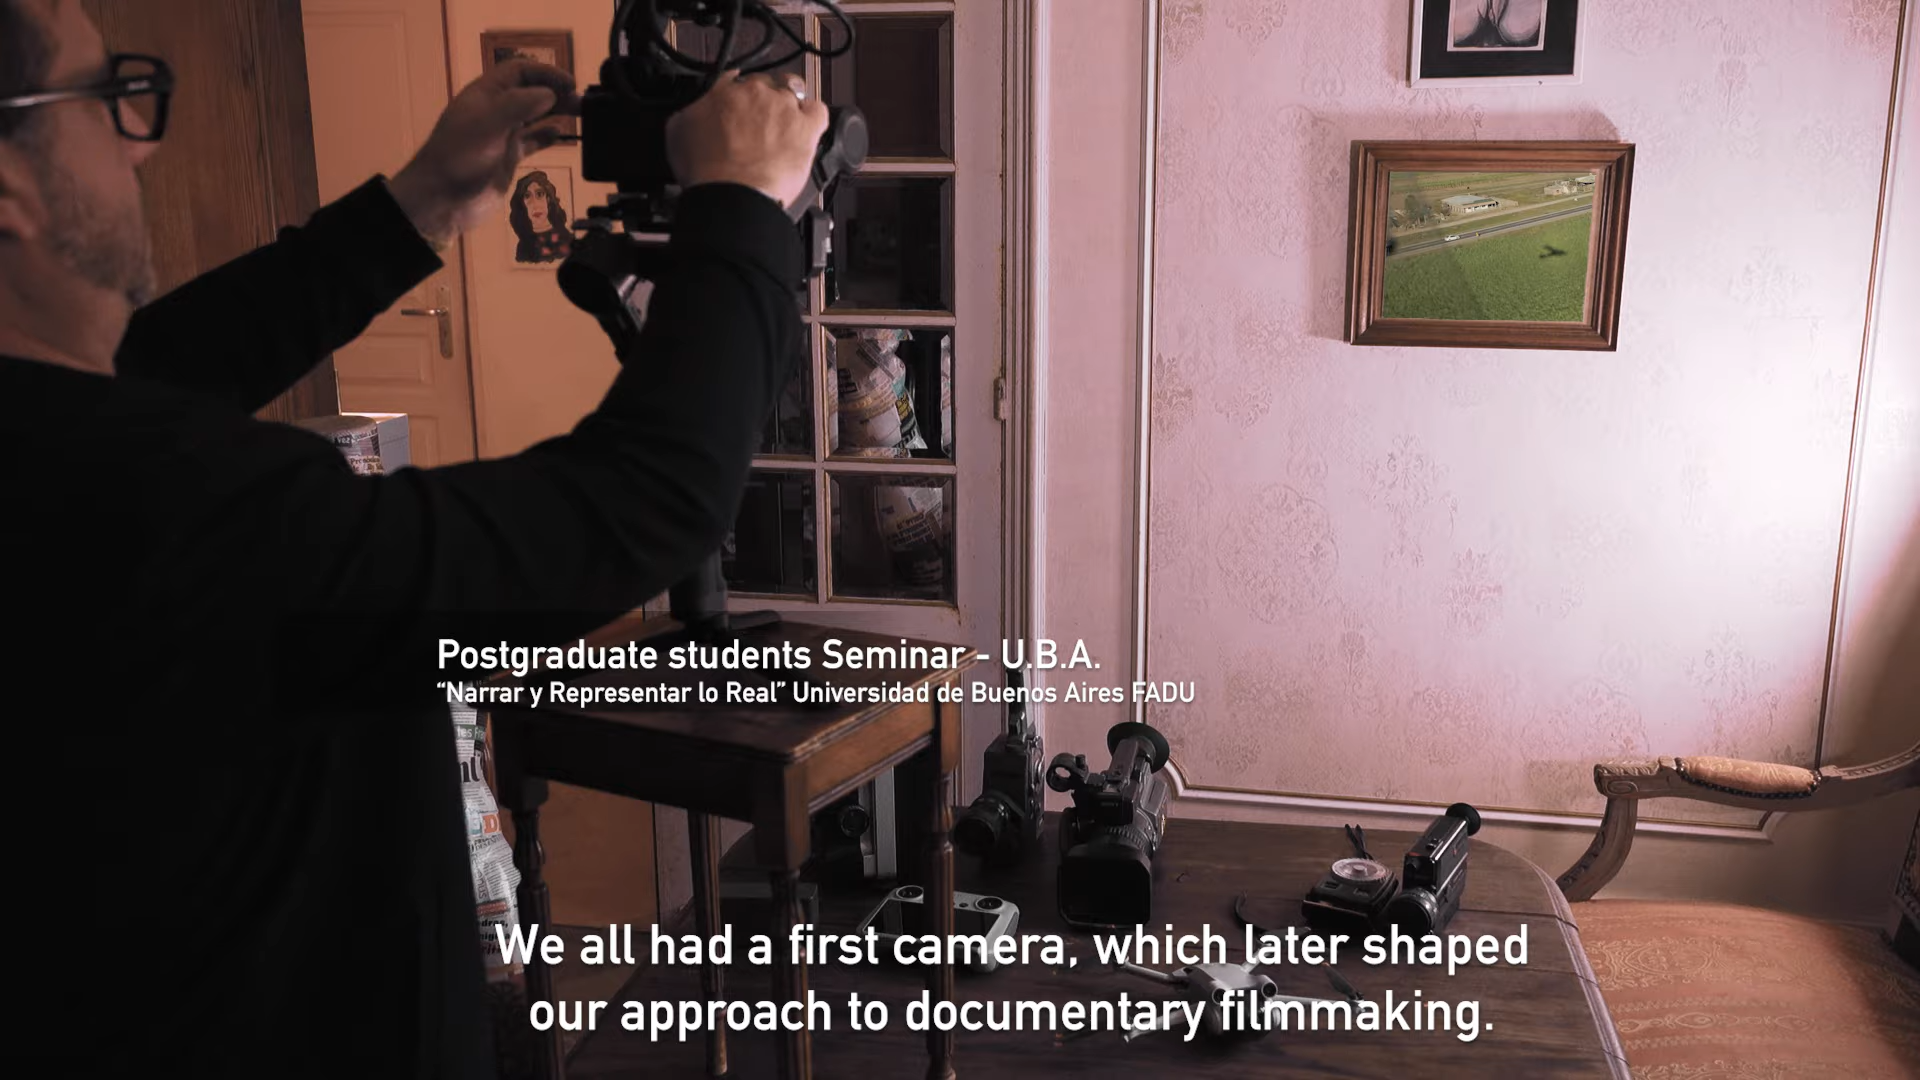 Postgraduate students Seminar - U.B.A.
“Narrar y Representar lo Real” Universidad de Buenos Aires FADU
We all had a first camera, which later shaped
our approach to documentary filmmaking.